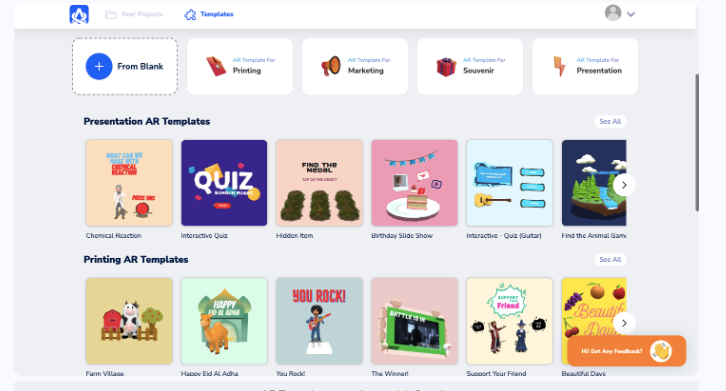 Your Projects
Templates
From Blank
AR Template For
Printing
AR Template For
Marketing
AR Template For
Souvenir
AR Template For
Presentation
Presentation AR Templates
See All
WHAT CAN WE
MAKE WITH
CHEMICAL
REACTION
PRESS THIS
QUIZ
FIND THE
MEDAL
TAP ON THE OBJECT
Chemical Reaction
Interactive Quiz
Hidden Item
Birthday Slide Show
Interactive - Quiz (Guitar)
Find the Animal Game
Printing AR Templates
See All
HAPPY
EID AL ADHA
YOU ROCK!
BATTLE IS IN
SUPPORT
YOUR
Friend
Beautiful
Day
Farm Village
Happy Eid Al Adha
You Rock!
The Winner!
Support Your Friend
Beautiful Days
Hi! Got Any Feedback?